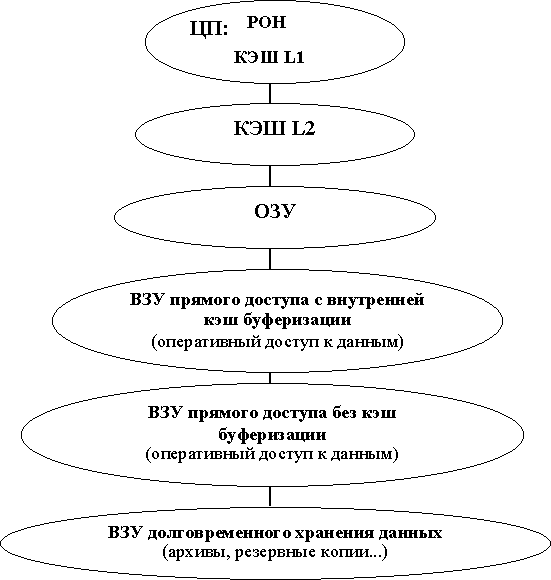 ЦП: РОН
КЭШ L1
КЭШ L2
ОЗУ
ВЗУ прямого доступа с внутренней
кэш буферизации
(оперативный доступ к данным)
ВЗУ прямого доступа без кэш
буферизации
(оперативный доступ к данным)
ВЗУ долговременного хранения данных
(архивы, резервные копии...)